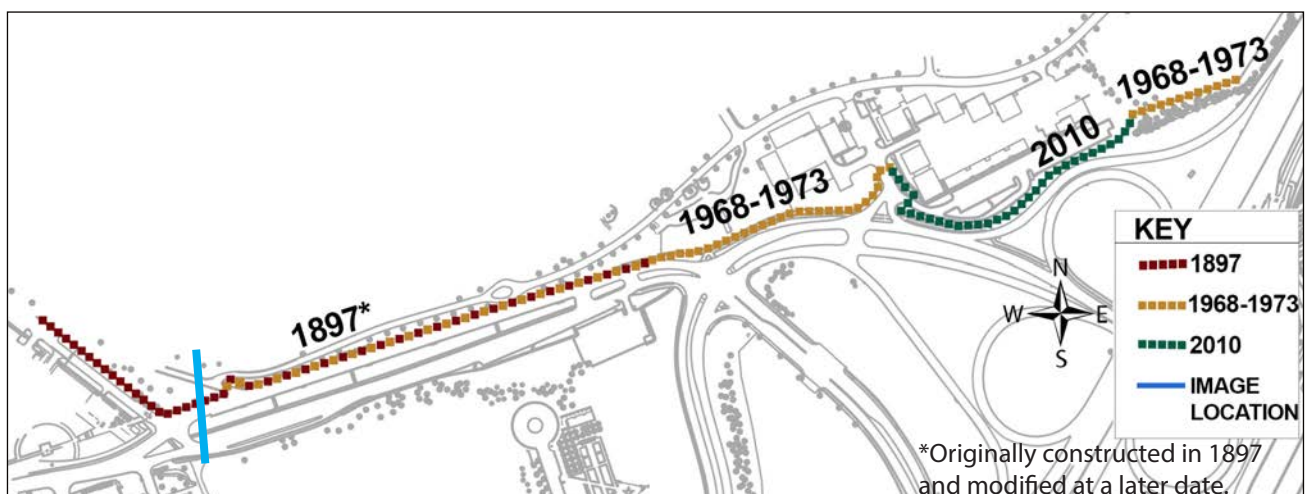 1968-1973
2010
1968-1973
1897*
KEY
1897
1968-1973
2010
IMAGE
LOCATION
N
W E
S
*Originally constructed in 1897
and modified at a later date.